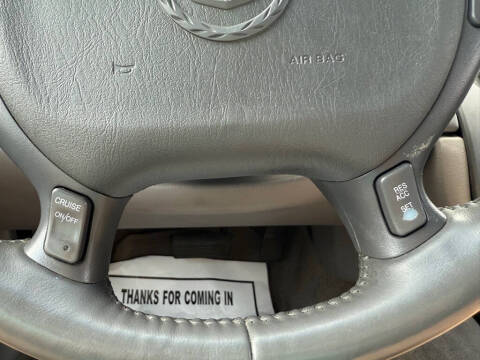 AIR BAG
CRUISE
ON/OFF
RES
ACC
SET
THANKS FOR COMING IN